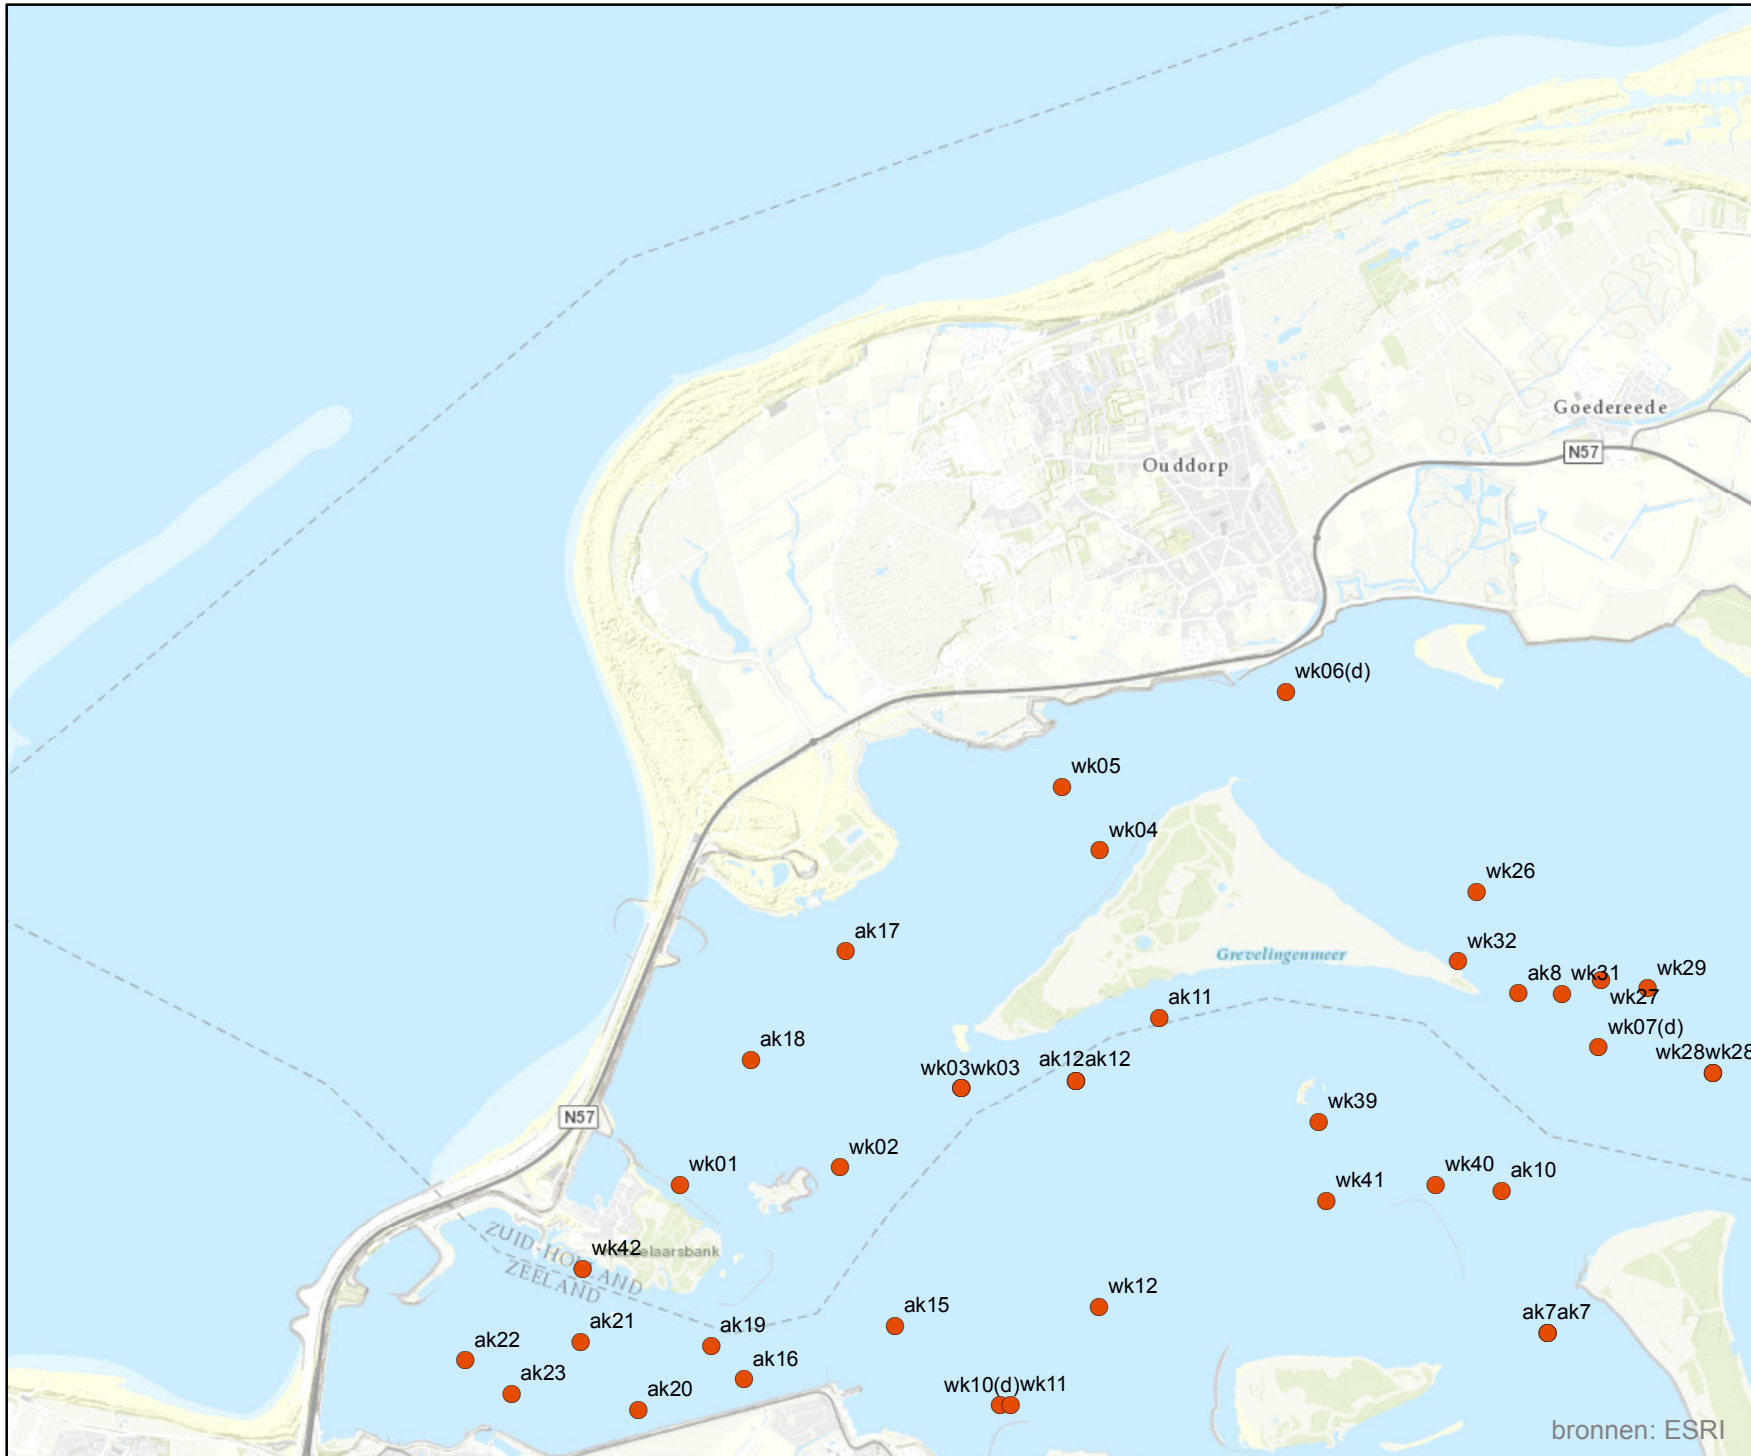 Goedereede
N57
Ouddorp
wk06(d)
wk05
wk04
wk26
ak17
wk32
Grevelingenmeer
ak8
wk31
wk29
wk27
ak11
wk07(d)
ak18
ak12ak12
wk28wk28
wk03wk03
N57
wk39
wk02
wk01
wk40
ak10
wk41
ZUID-HOLLAND
wk42
ZEELAND
wk12
ak15
ak7ak7
ak21
ak19
ak22
ak16
ak23
ak20
wk10(d)wk11
bronnen: ESRI